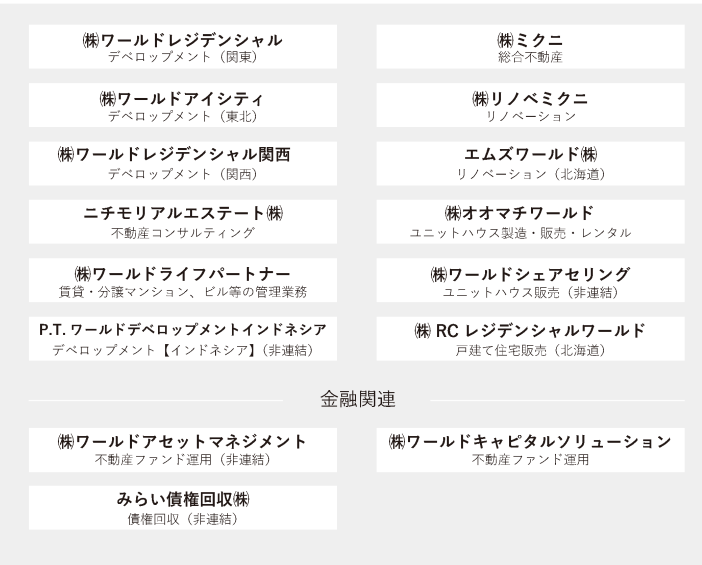 ㈱ワールドレジデンシャル
デベロップメント（関東）
㈱ミクニ
総合不動産
㈱ワールドアイシティ
デベロップメント（東北）
㈱リノベミクニ
リノベーション
㈱ワールドレジデンシャル関西
デベロップメント（関西）
エムズワールド㈱
リノベーション（北海道）
ニチモリアルエステート㈱
不動産コンサルティング
㈱オオマチワールド
ユニットハウス製造・販売・レンタル
㈱ワールドライフパートナー
賃貸・分譲マンション、ビル等の管理業務
㈱ワールドシェアセリング
ユニットハウス販売（非連結）
P.T. ワールドデベロップメントインドネシア
デベロップメント【インドネシア】（非連結）
㈱ RC レジデンシャルワールド
戸建て住宅販売（北海道）
金融関連
㈱ワールドアセットマネジメント
不動産ファンド運用（非連結）
㈱ワールドキャピタルソリューション
不動産ファンド運用
みらい債権回収㈱
債権回収（非連結）